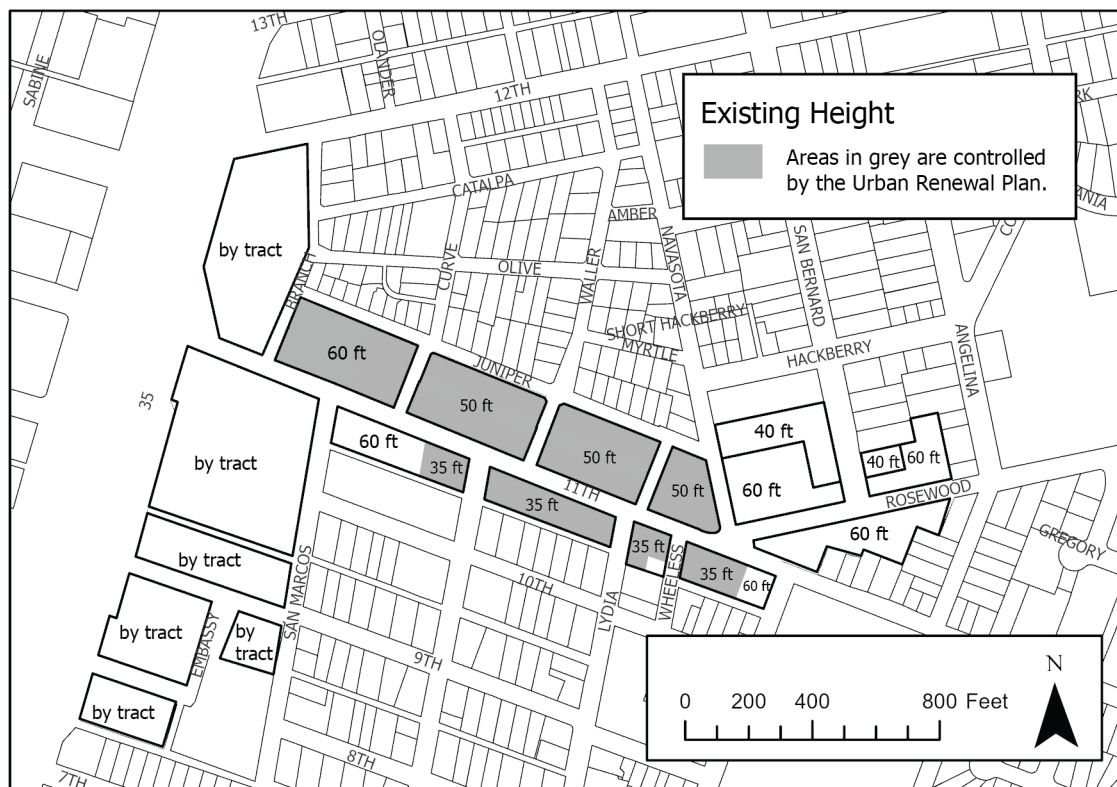 13TH
OLANDER
SABINE
12TH
Existing Height
Areas in grey are controlled
by the Urban Renewal Plan.
CATALPA
AMBER
NAVASOTA
SAN BERNARD
by tract
BRANCH
CURVE
OLIVE
WALLER
SHORT HACKBERRY
MYRTLE
HACKBERRY
ANGELINA
JUNIPER
35
60 ft
50 ft
50 ft
50 ft
40 ft
60 ft
40 ft
60 ft
ROSEWOOD
60 ft
GREGORY
by tract
60 ft
35 ft
35 ft
11TH
35 ft
WHEELESS
35 ft
60 ft
by tract
SAN MARCOS
10TH
LYDIA
by tract
EMBASSY
by
tract
9TH
by tract
8TH
7TH
N
0 200 400 800 Feet